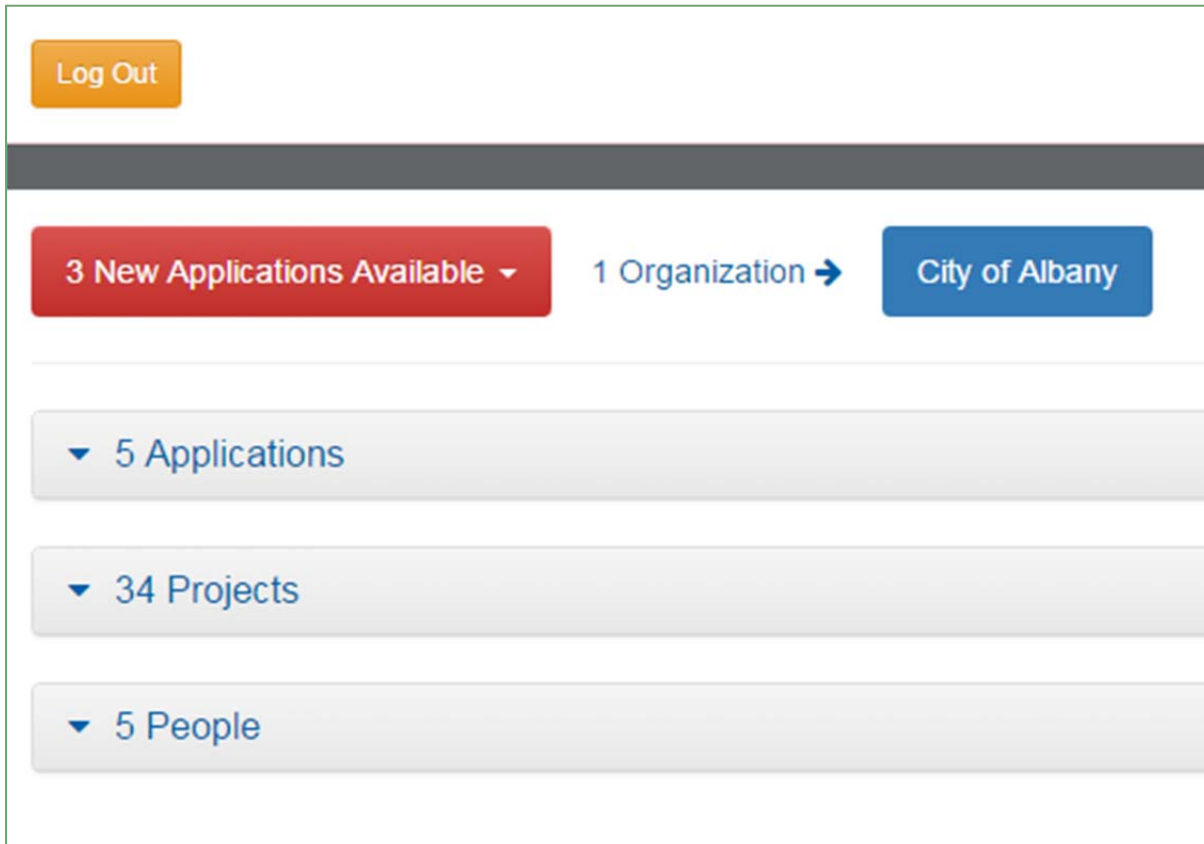 Log Out
3 New Applications Available 1 Organization City of Albany
5 Applications
34 Projects
5 People